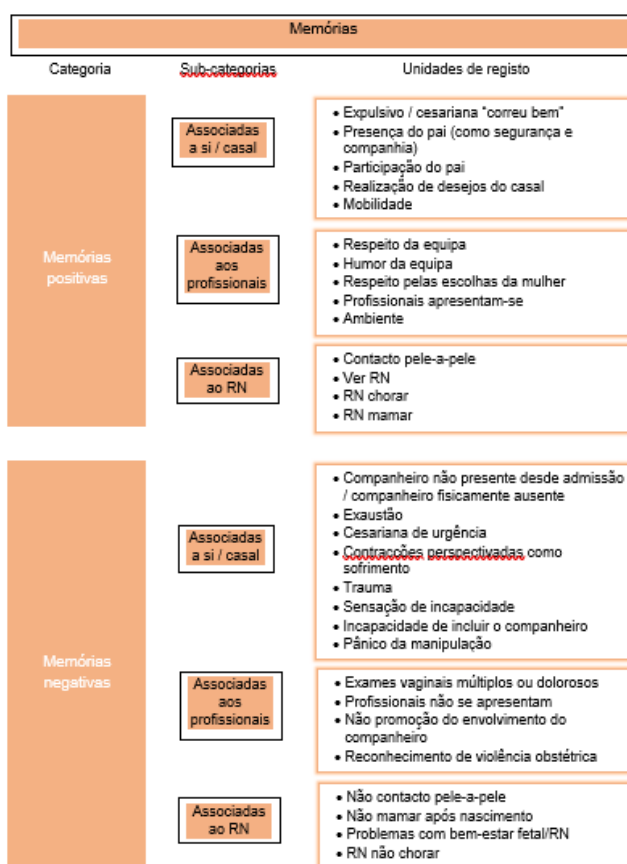 Memórias
Categoria
Sub-categorias
Unidades de registo
Memórias
positivas
Associadas
a si / casal
• Expulsivo / cesariana “correu bem”
• Presença do pai (como segurança e
companhia)
• Participação do pai
• Realização de desejos do casal
• Mobilidade
Associadas
aos
profissionais
• Respeito da equipa
• Humor da equipa
• Respeito pelas escolhas da mulher
• Profissionais apresentam-se
• Ambiente
Associadas
ao RN
• Contacto pele-a-pele
• Ver RN
• RN chorar
• RN mamar
Memórias
negativas
Associadas
a si / casal
• Companheiro não presente desde admissão
/ companheiro fisicamente ausente
• Exaustão
• Cesariana de urgência
• Contracções perspectivadas como
sofrimento
• Trauma
• Sensação de incapacidade
• Incapacidade de incluir o companheiro
• Pânico da manipulação
Associadas
aos
profissionais
• Exames vaginais múltiplos ou dolorosos
• Profissionais não se apresentam
• Não promoção do envolvimento do
companheiro
• Reconhecimento de violência obstétrica
Associadas
ao RN
• Não contacto pele-a-pele
• Não mamar após nascimento
• Problemas com bem-estar fetal/RN
• RN não chorar